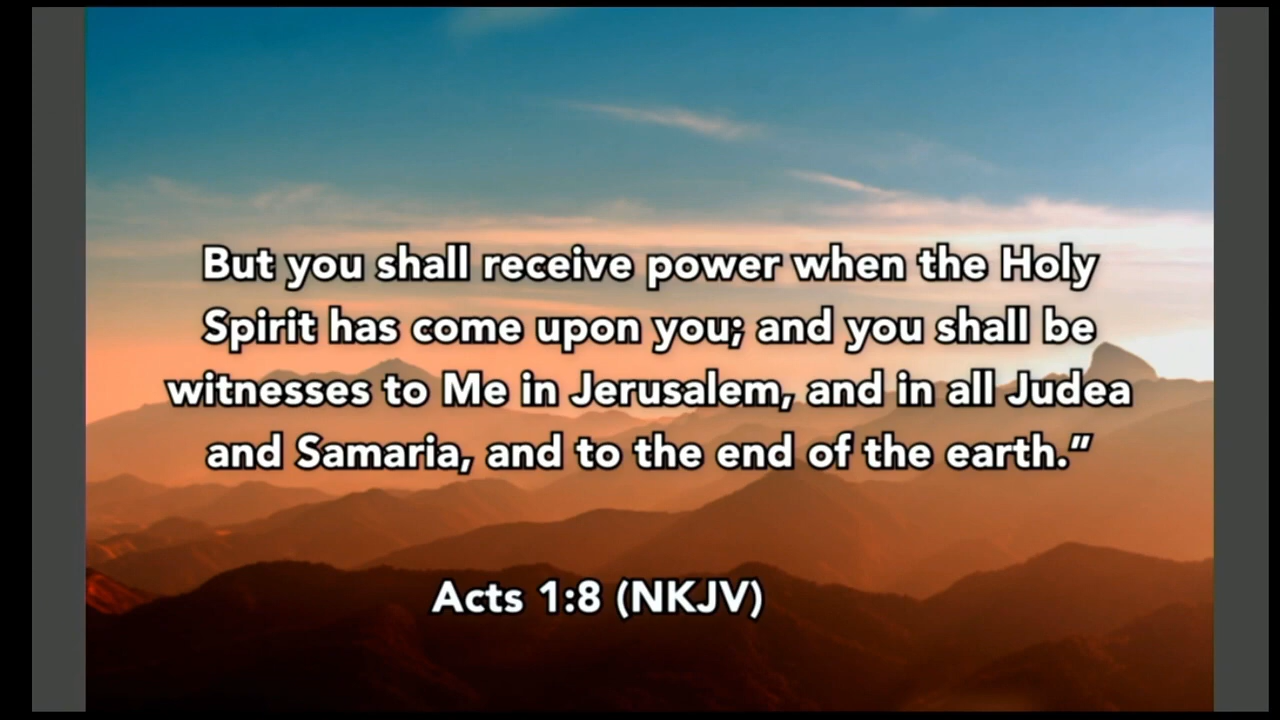 But you shall receive power when the Holy
Spirit has come upon you; and you shall be
witnesses to Me in Jerusalem, and in all Judea
and Samaria, and to the end of the earth.”
Acts 1:8 (NKJV)